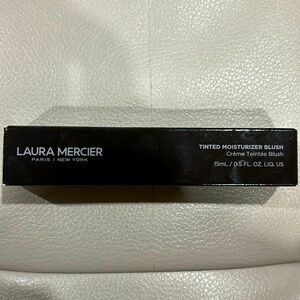 LAURA MERCIER
PARIS | NEW YORK
TINTED MOISTURIZER BLUSH
Crème Teintée Blush
15mL / 0.5 FL. OZ. LIQ. US